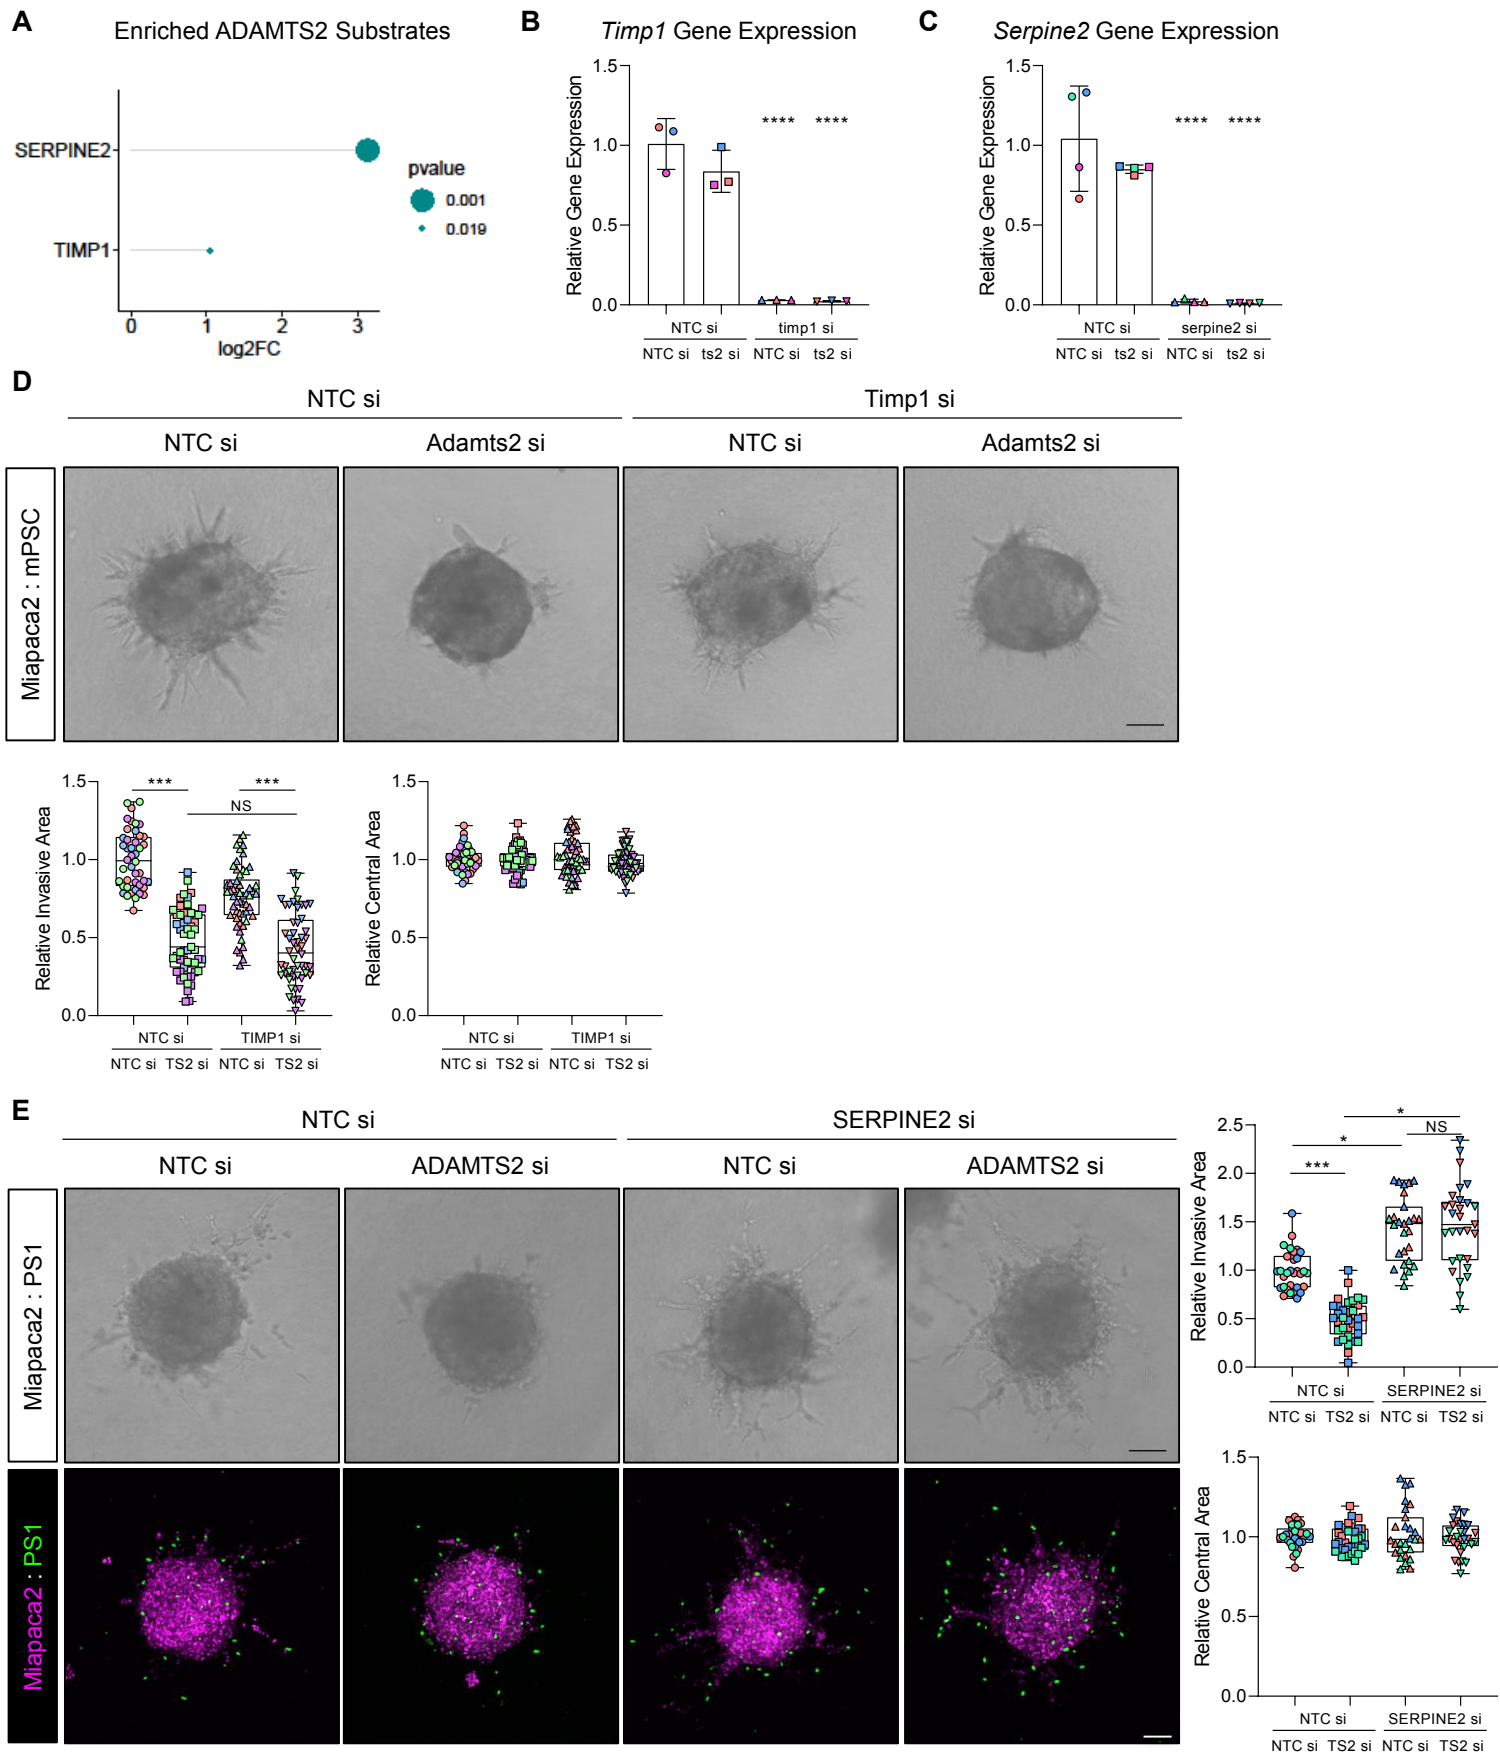 A
Enriched ADAMTS2 Substrates
SERPINE2
TIMP1
0 1 2 3
log2FC
pvalue
0.001
0.019
B
Timp1 Gene Expression
Relative Gene Expression
1.5
1.0
0.5
0.0
**** ****
NTC si timp1 si
NTC si ts2 si NTC si ts2 si
C
Serpine2 Gene Expression
Relative Gene Expression
1.5
1.0
0.5
0.0
**** ****
NTC si serpine2 si
NTC si ts2 si NTC si ts2 si
D
NTC si Timp1 si
NTC si Adamts2 si NTC si Adamts2 si
Miapaca2 : mPSC
Relative Invasive Area
1.5
1.0
0.5
0.0
*** ***
NS
NTC si TIMP1 si
NTC si TS2 si NTC si TS2 si
Relative Central Area
1.5
1.0
0.5
0.0
NTC si TIMP1 si
NTC si TS2 si NTC si TS2 si
E
NTC si SERPINE2 si
NTC si ADAMTS2 si NTC si ADAMTS2 si
Miapaca2 : PS1
Miapaca2 : PS1
Relative Invasive Area
2.5
2.0
1.5
1.0
0.5
0.0
*
NS
*
***
NTC si SERPINE2 si
NTC si TS2 si NTC si TS2 si
Relative Central Area
1.5
1.0
0.5
0.0
NTC si SERPINE2 si
NTC si TS2 si NTC si TS2 si